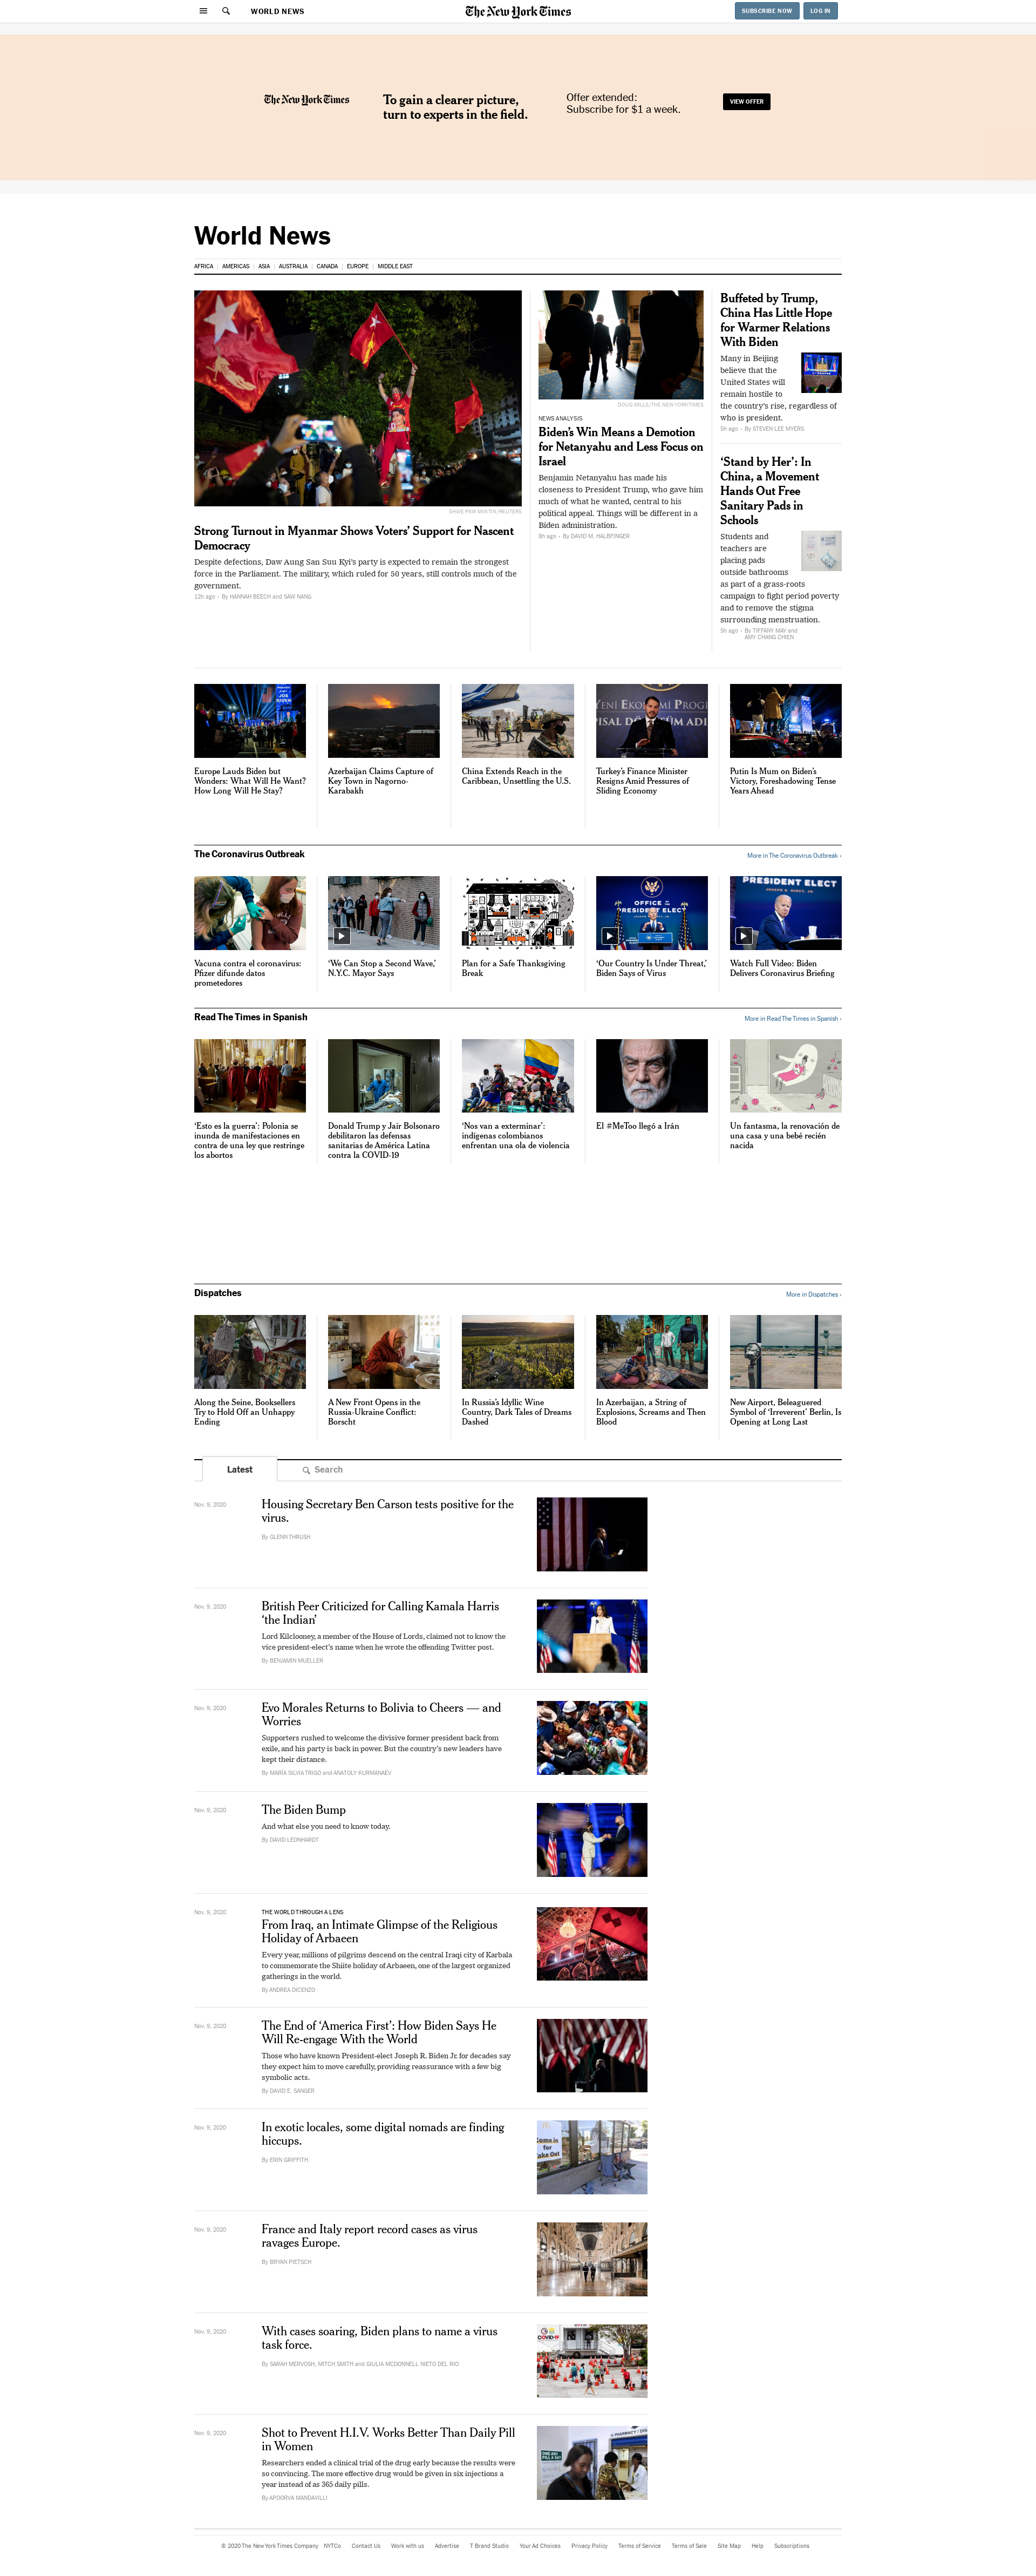 WORLD NEWS
The New York Times
SUBSCRIBE NOW
LOG IN
The New York Times
To gain a clearer picture,
turn to experts in the field.
Offer extended:
Subscribe for $1 a week.
VIEW OFFER
World News
AFRICA | AMERICAS | ASIA | AUSTRALIA | CANADA | EUROPE | MIDDLE EAST
SHWE PAW MYA TIN, REUTERS
Strong Turnout in Myanmar Shows Voters’ Support for Nascent
Democracy
Despite defections, Daw Aung San Suu Kyi’s party is expected to remain the strongest
force in the Parliament. The military, which ruled for 50 years, still controls much of the
government.
12h ago • By HANNAH BEECH and SAW NANG
DOUG MILLS/THE NEW YORK TIMES
NEWS ANALYSIS
Biden’s Win Means a Demotion
for Netanyahu and Less Focus on
Israel
Benjamin Netanyahu has made his
closeness to President Trump, who gave him
much of what he wanted, central to his
political appeal. Things will be different in a
Biden administration.
8h ago • By DAVID M. HALBFINGER
Buffeted by Trump,
China Has Little Hope
for Warmer Relations
With Biden
Many in Beijing
believe that the
United States will
remain hostile to
the country’s rise, regardless of
who is president.
5h ago • By STEVEN LEE MYERS
‘Stand by Her’: In
China, a Movement
Hands Out Free
Sanitary Pads in
Schools
Students and
teachers are
placing pads
outside bathrooms
as part of a grass-roots
campaign to fight period poverty
and to remove the stigma
surrounding menstruation.
5h ago • By TIFFANY MAY and
AMY CHANG CHIEN
JOE
BIDEN
Europe Lauds Biden but
Wonders: What Will He Want?
How Long Will He Stay?
Azerbaijan Claims Capture of
Key Town in Nagorno-
Karabakh
China Extends Reach in the
Caribbean, Unsettling the U.S.
YENİ EKONOMİ PROG
Turkey’s Finance Minister
Resigns Amid Pressures of
Sliding Economy
Putin Is Mum on Biden’s
Victory, Foreshadowing Tense
Years Ahead
The Coronavirus Outbreak
More in The Coronavirus Outbreak ›
Vacuna contra el coronavirus:
Pfizer difunde datos
prometedores
‘We Can Stop a Second Wave,’
N.Y.C. Mayor Says
Plan for a Safe Thanksgiving
Break
OFFICE OF THE
PRESIDENT ELECT
‘Our Country Is Under Threat,’
Biden Says of Virus
PRESIDENT ELECT
Watch Full Video: Biden
Delivers Coronavirus Briefing
Read The Times in Spanish
More in Read The Times in Spanish ›
‘Esto es la guerra’: Polonia se
inunda de manifestaciones en
contra de una ley que restringe
los abortos
Donald Trump y Jair Bolsonaro
debilitaron las defensas
sanitarias de América Latina
contra la COVID-19
‘Nos van a exterminar’:
indígenas colombianos
enfrentan una ola de violencia
El #MeToo llegó a Irán
Un fantasma, la renovación de
una casa y una bebé recién
nacida
Dispatches
More in Dispatches ›
Along the Seine, Booksellers
Try to Hold Off an Unhappy
Ending
A New Front Opens in the
Russia-Ukraine Conflict:
Borscht
In Russia’s Idyllic Wine
Country, Dark Tales of Dreams
Dashed
In Azerbaijan, a String of
Explosions, Screams and Then
Blood
New Airport, Beleaguered
Symbol of ‘Irreverent’ Berlin, Is
Opening at Long Last
Latest
Search
Nov. 9, 2020
Housing Secretary Ben Carson tests positive for the
virus.
By GLENN THRUSH
Nov. 9, 2020
British Peer Criticized for Calling Kamala Harris
‘the Indian’
Lord Kilclooney, a member of the House of Lords, claimed not to know the
vice president-elect’s name when he wrote the offending Twitter post.
By BENJAMIN MUELLER
Nov. 9, 2020
Evo Morales Returns to Bolivia to Cheers — and
Worries
Supporters rushed to welcome the divisive former president back from
exile, and his party is back in power. But the country’s new leaders have
kept their distance.
By MARÍA SILVIA TRIGO and ANATOLY KURMANAEV
Nov. 9, 2020
The Biden Bump
And what else you need to know today.
By DAVID LEONHARDT
Nov. 9, 2020
THE WORLD THROUGH A LENS
From Iraq, an Intimate Glimpse of the Religious
Holiday of Arbaeen
Every year, millions of pilgrims descend on the central Iraqi city of Karbala
to commemorate the Shiite holiday of Arbaeen, one of the largest organized
gatherings in the world.
By ANDREA DICENZO
Nov. 9, 2020
The End of ‘America First’: How Biden Says He
Will Re-engage With the World
Those who have known President-elect Joseph R. Biden Jr. for decades say
they expect him to move carefully, providing reassurance with a few big
symbolic acts.
By DAVID E. SANGER
Nov. 9, 2020
In exotic locales, some digital nomads are finding
hiccups.
By ERIN GRIFFITH
Come in
for
Take Out
Nov. 9, 2020
France and Italy report record cases as virus
ravages Europe.
By BRYAN PIETSCH
Nov. 9, 2020
With cases soaring, Biden plans to name a virus
task force.
By SARAH MERVOSH, MITCH SMITH and GIULIA MCDONNELL NIETO DEL RIO
COVID-19
Nov. 9, 2020
Shot to Prevent H.I.V. Works Better Than Daily Pill
in Women
Researchers ended a clinical trial of the drug early because the results were
so convincing. The more effective drug would be given in six injections a
year instead of as 365 daily pills.
By APOORVA MANDAVILLI
© 2020 The New York Times Company NYTCo Contact Us Work with us Advertise T Brand Studio Your Ad Choices Privacy Policy Terms of Service Terms of Sale Site Map Help Subscriptions